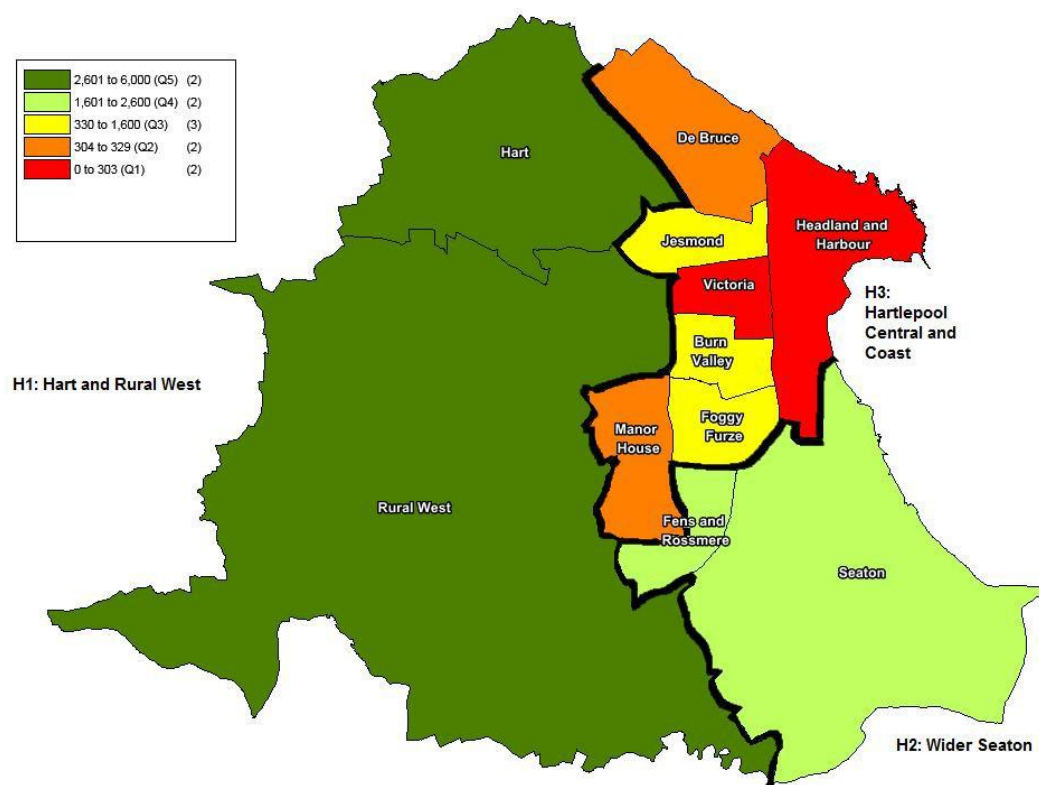 2,601 to 6,000 (Q5) (2)
1,601 to 2,600 (Q4) (2)
330 to 1,600 (Q3) (3)
304 to 329 (Q2) (2)
0 to 303 (Q1) (2)
Hart
De Bruce
Headland and
Harbour
Jesmond
Victoria
H3:
Hartlepool
Central and
Coast
Burn
Valley
H1: Hart and Rural West
Foggy
Furze
Manor
House
Rural West
Fens and
Rossmere
Seaton
H2: Wider Seaton